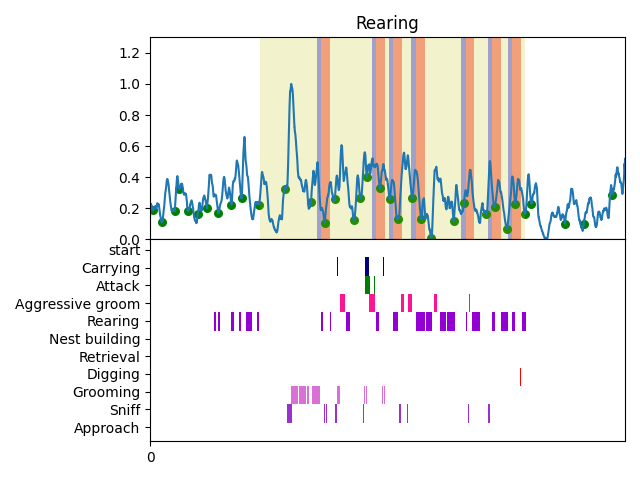 Rearing
1.2
1.0
0.8
0.6
0.4
0.2
0.0
start
Carrying
Attack
Aggressive groom
Rearing
Nest building
Retrieval
Digging
Grooming
Sniff
Approach
0